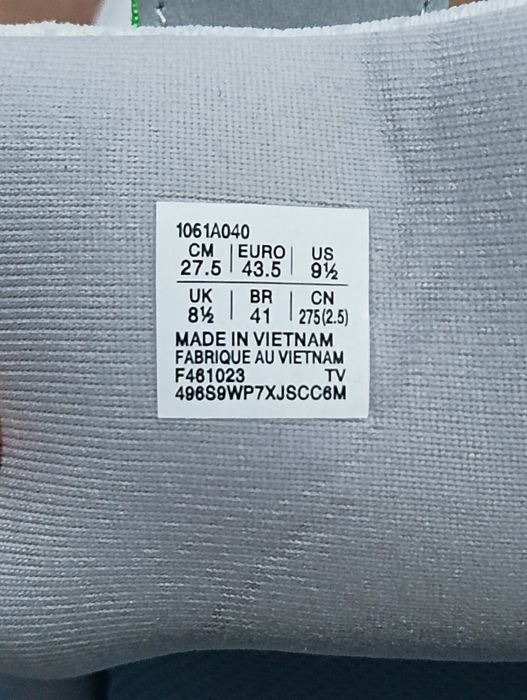 1061A040
CM | EURO | US
27.5 | 43.5 | 9½
UK | BR | CN
8½ | 41 | 275(2.5)
MADE IN VIETNAM
FABRIQUE AU VIETNAM
F461023 TV
496S9WP7XJSCC6M